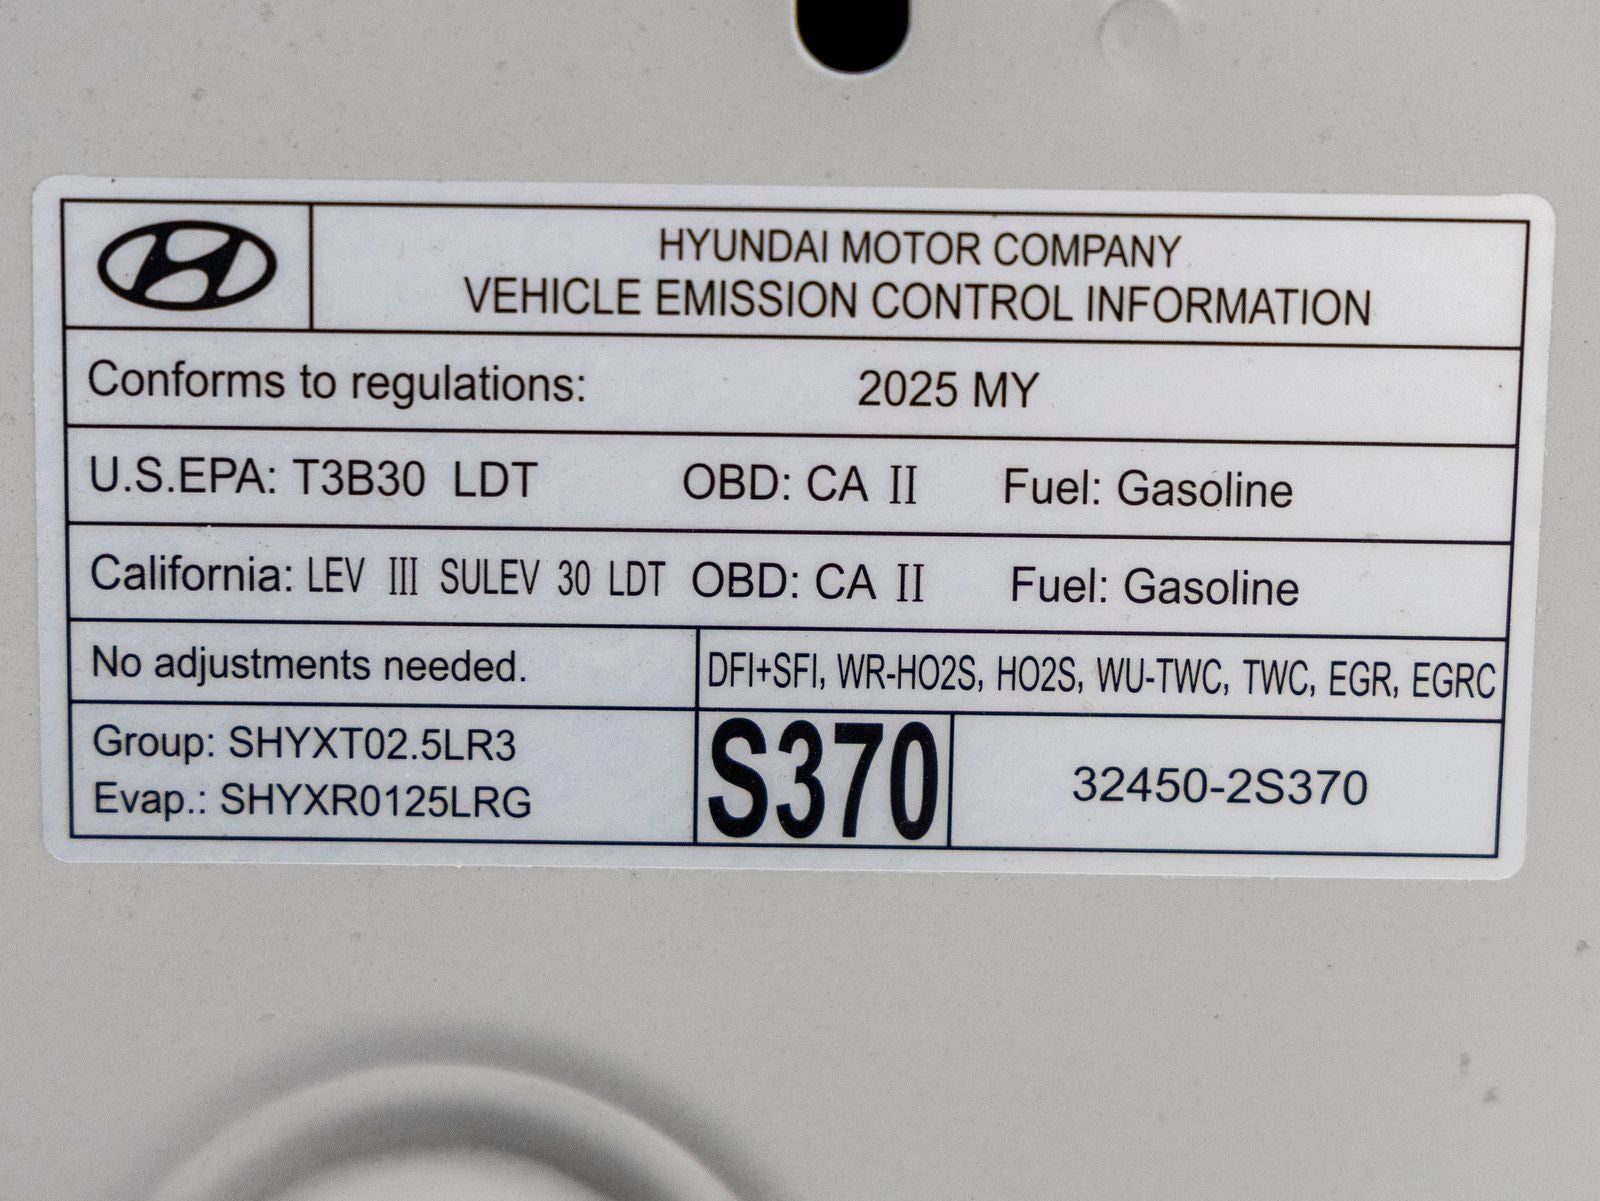 HYUNDAI MOTOR COMPANY
VEHICLE EMISSION CONTROL INFORMATION
Conforms to regulations: 2025 MY
U.S.EPA: T3B30 LDT OBD: CA II Fuel: Gasoline
California: LEV III SULEV 30 LDT OBD: CA II Fuel: Gasoline
No adjustments needed. DFI+SFI, WR-HO2S, HO2S, WU-TWC, TWC, EGR, EGRC
Group: SHYXT02.5LR3
Evap.: SHYXR0125LRG
S370
32450-2S370